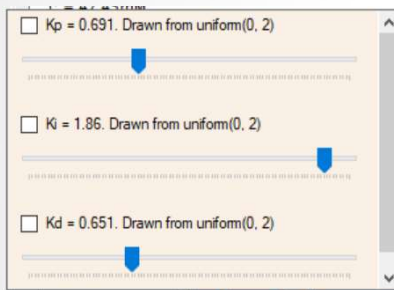 Kp = 0.691. Drawn from uniform(0, 2)
Ki = 1.86. Drawn from uniform(0, 2)
Kd = 0.651. Drawn from uniform(0, 2)